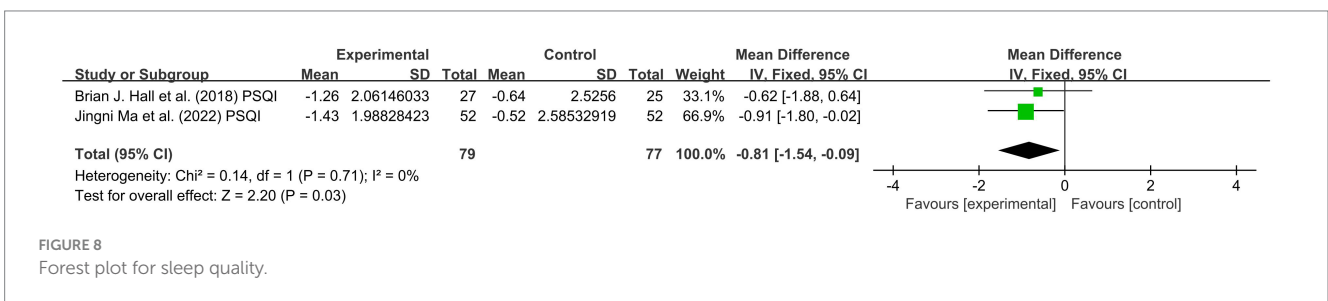 Experimental Control Mean Difference Mean Difference
Study or Subgroup Mean SD Total Mean SD Total Weight IV, Fixed, 95% CI IV, Fixed, 95% CI
Brian J. Hall et al. (2018) PSQI -1.26 2.06146033 27 -0.64 2.5256 25 33.1% -0.62 [-1.88, 0.64]
Jingni Ma et al. (2022) PSQI -1.43 1.98828423 52 -0.52 2.58532919 52 66.9% -0.91 [-1.80, -0.02]
Total (95% CI) 79 77 100.0% -0.81 [-1.54, -0.09]
Heterogeneity: Chi² = 0.14, df = 1 (P = 0.71); I² = 0%
Test for overall effect: Z = 2.20 (P = 0.03)
-4 -2 0 2 4
Favours [experimental] Favours [control]
FIGURE 8
Forest plot for sleep quality.